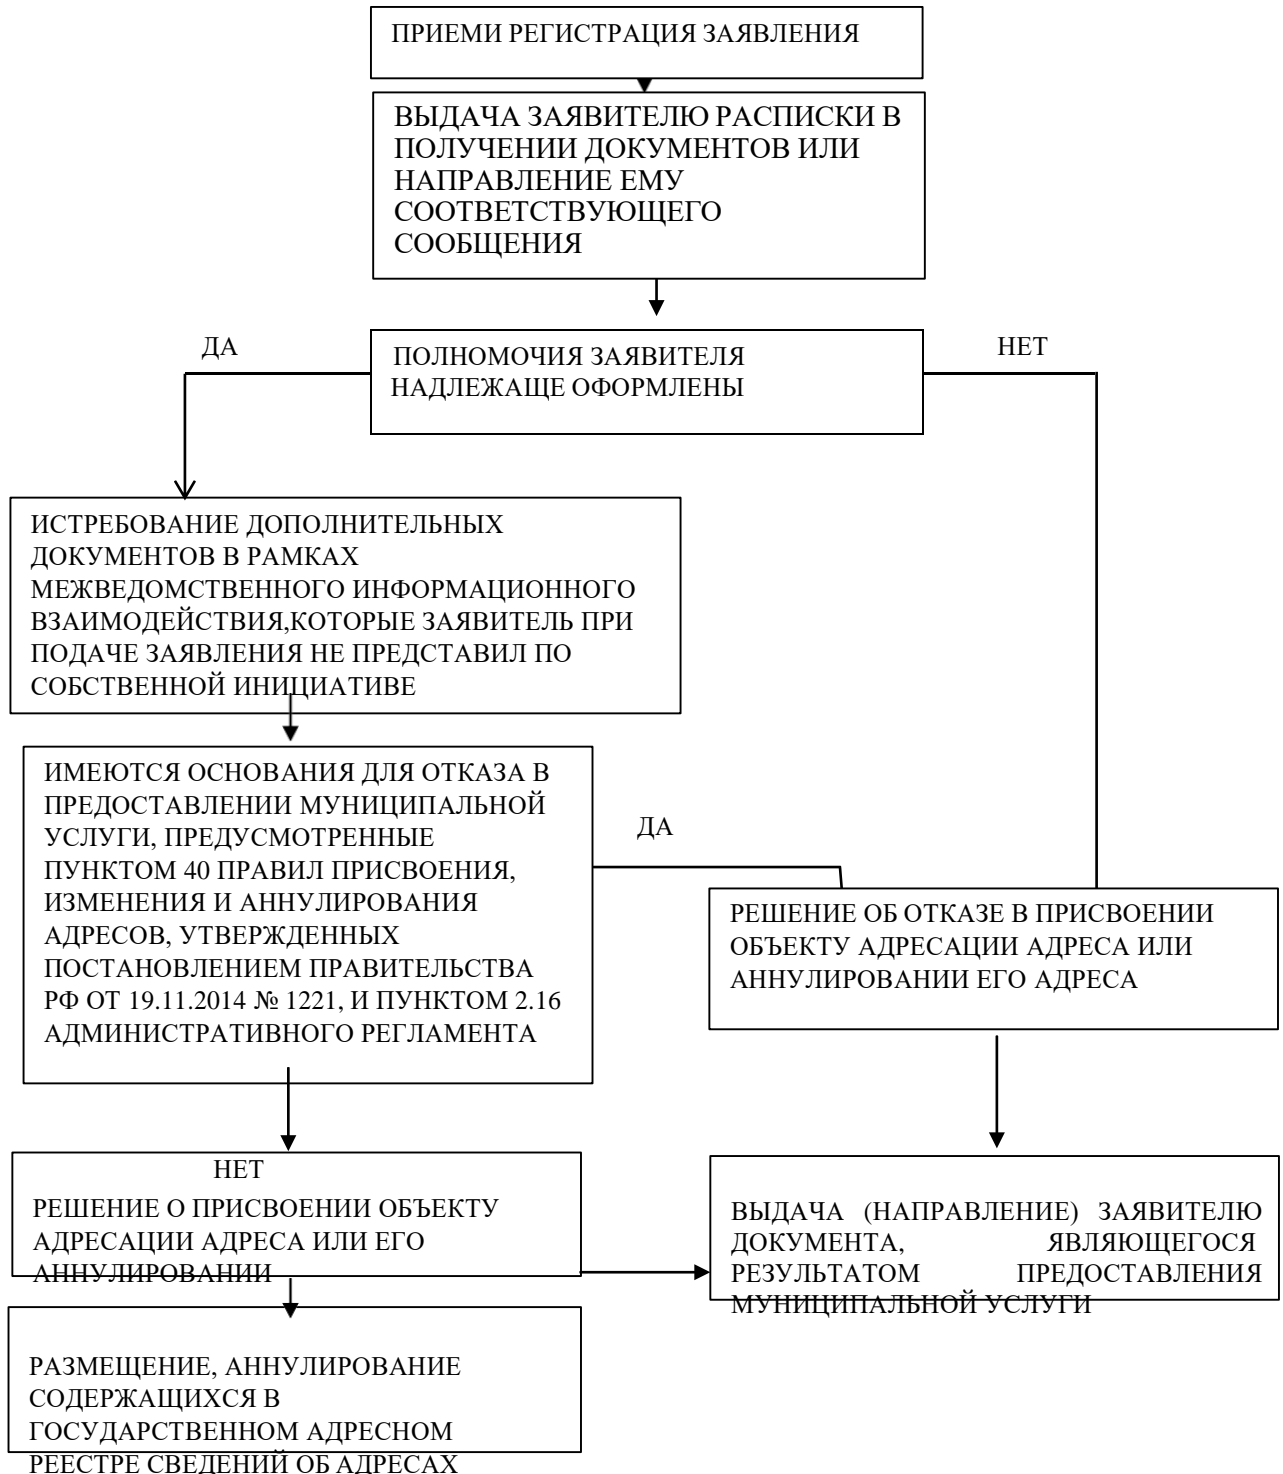 ПРИЕМИ РЕГИСТРАЦИЯ ЗАЯВЛЕНИЯ
ВЫДАЧА ЗАЯВИТЕЛЮ РАСПИСКИ В
ПОЛУЧЕНИИ ДОКУМЕНТОВ ИЛИ
НАПРАВЛЕНИЕ ЕМУ
СООТВЕТСТВУЮЩЕГО
СООБЩЕНИЯ
ДА
ПОЛНОМОЧИЯ ЗАЯВИТЕЛЯ
НАДЛЕЖАЩЕ ОФОРМЛЕНЫ
НЕТ
ИСТРЕБОВАНИЕ ДОПОЛНИТЕЛЬНЫХ
ДОКУМЕНТОВ В РАМКАХ
МЕЖВЕДОМСТВЕННОГО ИНФОРМАЦИОННОГО
ВЗАИМОДЕЙСТВИЯ,КОТОРЫЕ ЗАЯВИТЕЛЬ ПРИ
ПОДАЧЕ ЗАЯВЛЕНИЯ НЕ ПРЕДСТАВИЛ ПО
СОБСТВЕННОЙ ИНИЦИАТИВЕ
ИМЕЮТСЯ ОСНОВАНИЯ ДЛЯ ОТКАЗА В
ПРЕДОСТАВЛЕНИИ МУНИЦИПАЛЬНОЙ
УСЛУГИ, ПРЕДУСМОТРЕННЫЕ
ПУНКТОМ 40 ПРАВИЛ ПРИСВОЕНИЯ,
ИЗМЕНЕНИЯ И АННУЛИРОВАНИЯ
АДРЕСОВ, УТВЕРЖДЕННЫХ
ПОСТАНОВЛЕНИЕМ ПРАВИТЕЛЬСТВА
РФ ОТ 19.11.2014 № 1221, И ПУНКТОМ 2.16
АДМИНИСТРАТИВНОГО РЕГЛАМЕНТА
ДА
РЕШЕНИЕ ОБ ОТКАЗЕ В ПРИСВОЕНИИ
ОБЪЕКТУ АДРЕСАЦИИ АДРЕСА ИЛИ
АННУЛИРОВАНИИ ЕГО АДРЕСА
НЕТ
РЕШЕНИЕ О ПРИСВОЕНИИ ОБЪЕКТУ
АДРЕСАЦИИ АДРЕСА ИЛИ ЕГО
АННУЛИРОВАНИИ
ВЫДАЧА (НАПРАВЛЕНИЕ) ЗАЯВИТЕЛЮ
ДОКУМЕНТА, ЯВЛЯЮЩЕГОСЯ
РЕЗУЛЬТАТОМ ПРЕДОСТАВЛЕНИЯ
МУНИЦИПАЛЬНОЙ УСЛУГИ
РАЗМЕЩЕНИЕ, АННУЛИРОВАНИЕ
СОДЕРЖАЩИХСЯ В
ГОСУДАРСТВЕННОМ АДРЕСНОМ
РЕЕСТРЕ СВЕДЕНИЙ ОБ АДРЕСАХ